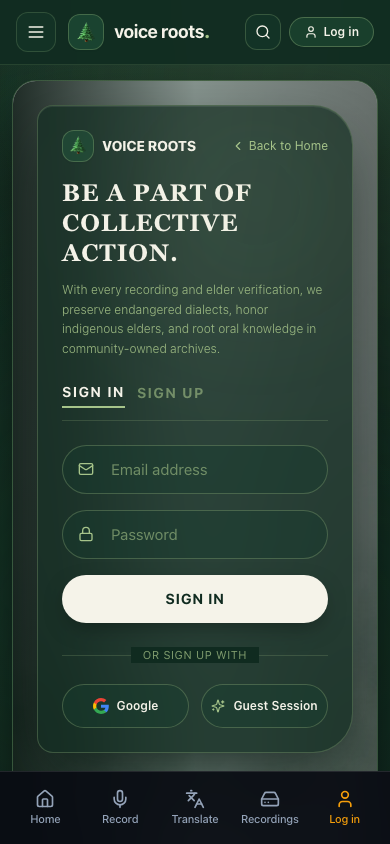 voice roots.
Log in
VOICE ROOTS
Back to Home
BE A PART OF
COLLECTIVE
ACTION.
With every recording and elder verification, we
preserve endangered dialects, honor
indigenous elders, and root oral knowledge in
community-owned archives.
SIGN IN
SIGN UP
Email address
Password
SIGN IN
OR SIGN UP WITH
Google
Guest Session
Home
Record
Translate
Recordings
Log in